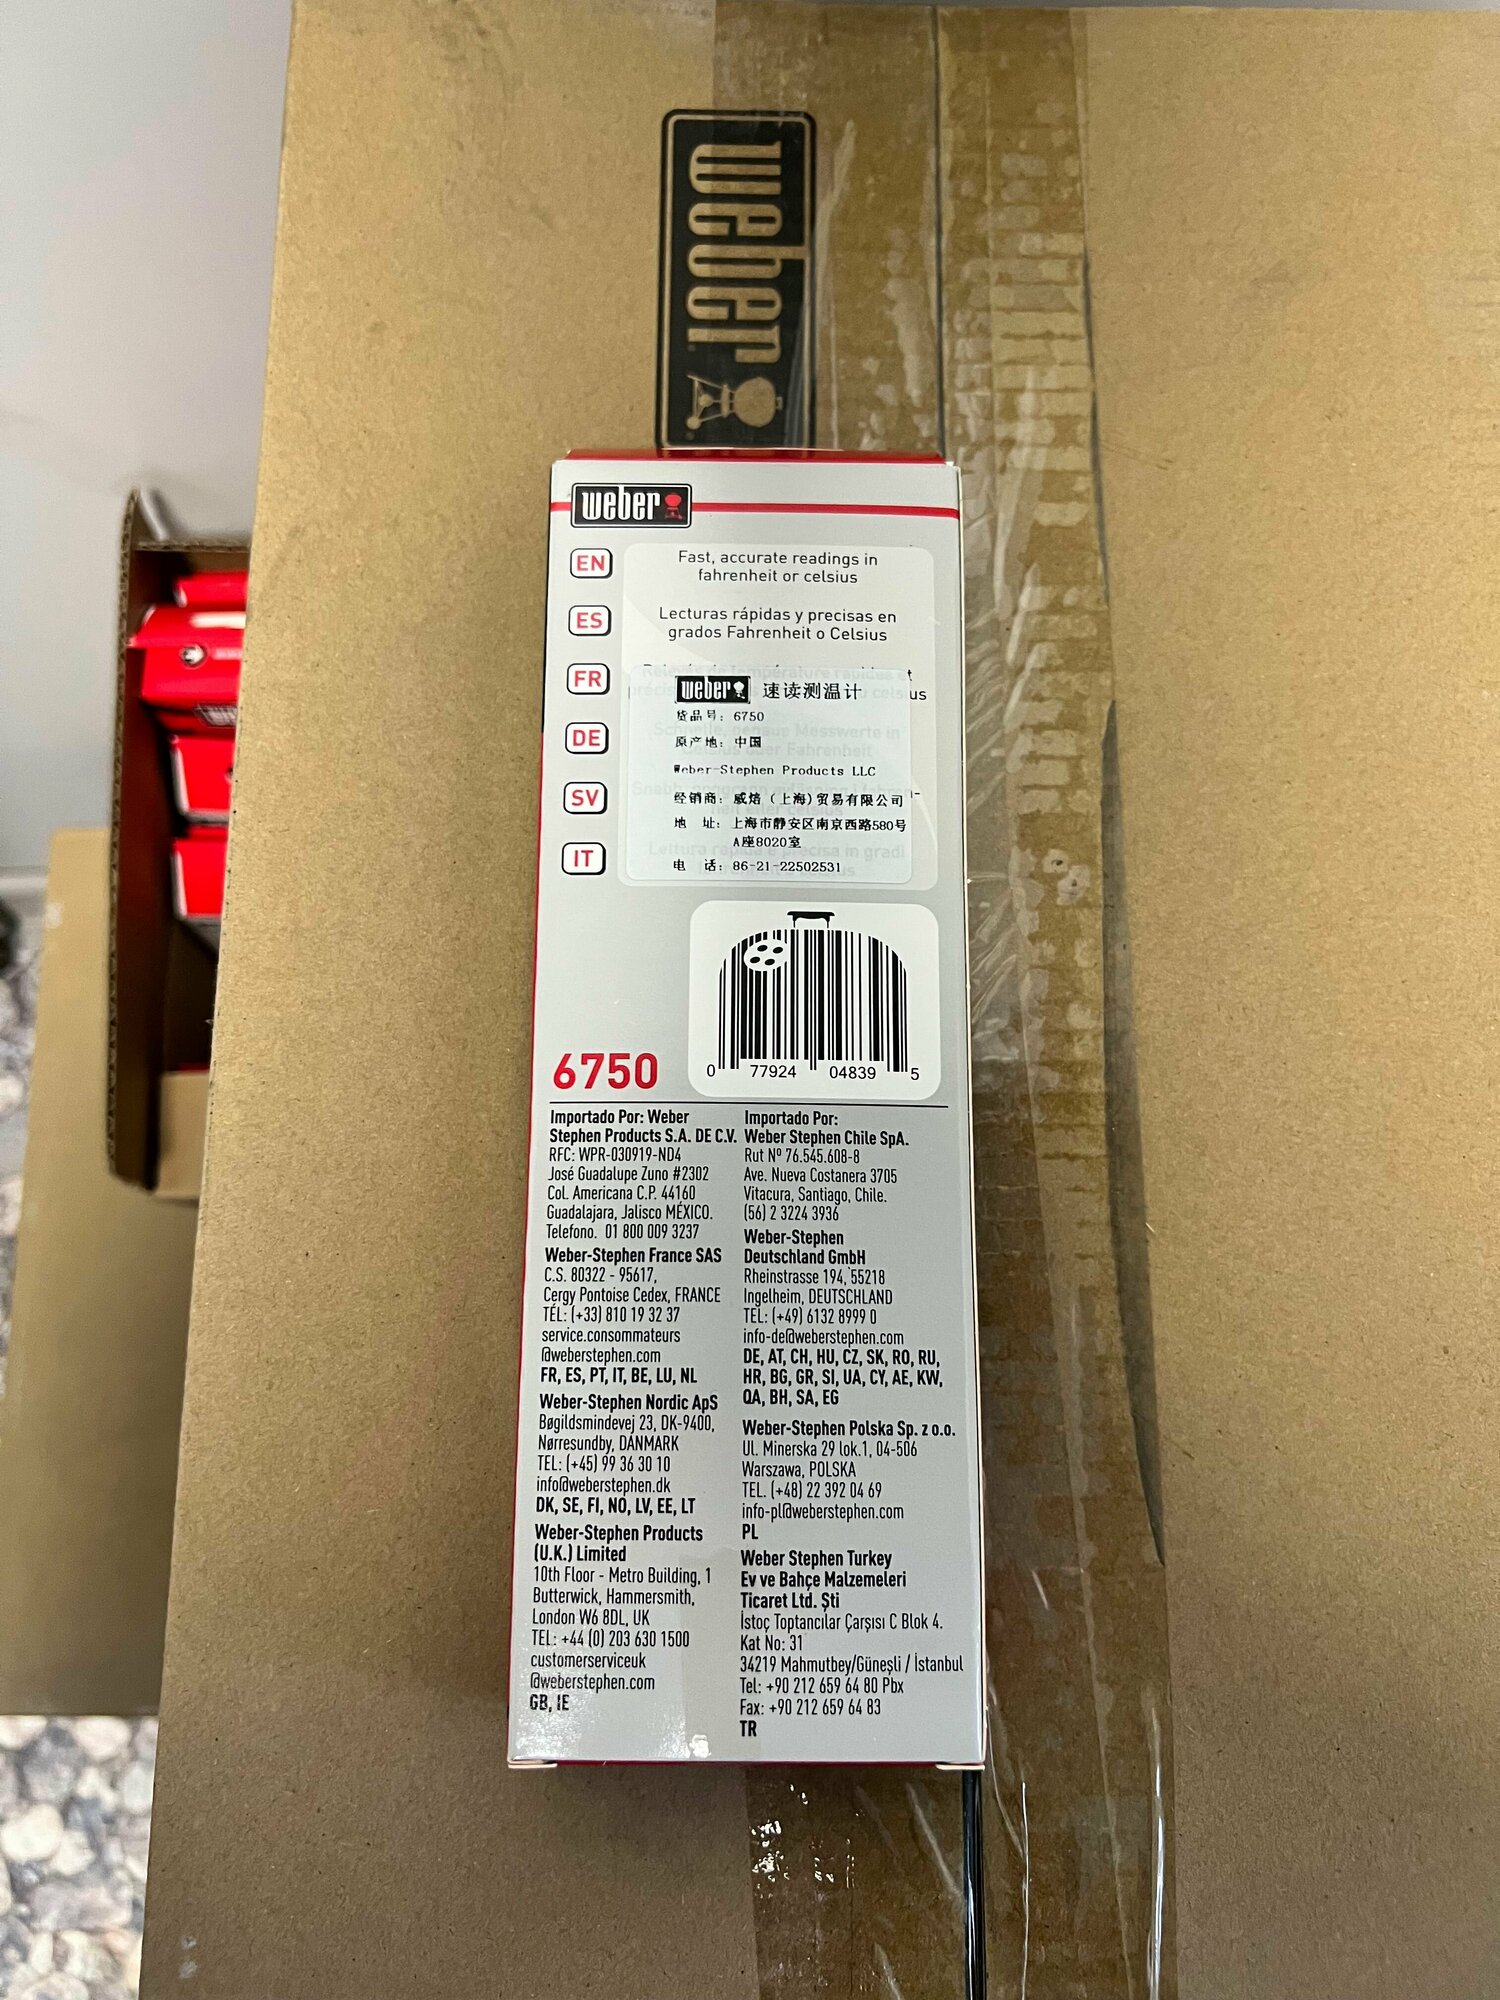 weber
weber
EN
Fast, accurate readings in
fahrenheit or celsius
ES
Lecturas rápidas y precisas en
grados Fahrenheit o Celsius
FR
DE
SV
IT
weber 速读测温计
货品号: 6750
原产地: 中国
Weber-Stephen Products LLC
经销商: 威焙（上海)贸易有限公司
地 址: 上海市静安区南京西路580号
A座8020室
电 话: 86-21-22502531
0 77924 04839 5
6750
Importado Por: Weber
Stephen Products S.A. DE C.V.
RFC: WPR-030919-ND4
José Guadalupe Zuno #2302
Col. Americana C.P. 44160
Guadalajara, Jalisco MÉXICO.
Telefono. 01 800 009 3237
Weber-Stephen France SAS
C.S. 80322 - 95617,
Cergy Pontoise Cedex, FRANCE
TÉL: (+33) 810 19 32 37
service.consommateurs
@weberstephen.com
FR, ES, PT, IT, BE, LU, NL
Weber-Stephen Nordic ApS
Bøgildsmindevej 23, DK-9400,
Nørresundby, DANMARK
TEL: (+45) 99 36 30 10
info@weberstephen.dk
DK, SE, FI, NO, LV, EE, LT
Weber-Stephen Products
(U.K.) Limited
10th Floor - Metro Building, 1
Butterwick, Hammersmith,
London W6 8DL, UK
TEL: +44 (0) 203 630 1500
customerserviceuk
@weberstephen.com
GB, IE
Importado Por:
Weber Stephen Chile SpA.
Rut Nº 76.545.608-8
Ave. Nueva Costanera 3705
Vitacura, Santiago, Chile.
(56) 2 3224 3936
Weber-Stephen
Deutschland GmbH
Rheinstrasse 194, 55218
Ingelheim, DEUTSCHLAND
TEL: (+49) 6132 8999 0
info-de@weberstephen.com
DE, AT, CH, HU, CZ, SK, RO, RU,
HR, BG, GR, SI, UA, CY, AE, KW,
QA, BH, SA, EG
Weber-Stephen Polska Sp. z o.o.
Ul. Minerska 29 lok.1, 04-506
Warszawa, POLSKA
TEL. (+48) 22 392 04 69
info-pl@weberstephen.com
PL
Weber Stephen Turkey
Ev ve Bahçe Malzemeleri
Ticaret Ltd. Şti
İstoç Toptancılar Çarşısı C Blok 4.
Kat No: 31
34219 Mahmutbey/Güneşli / İstanbul
Tel: +90 212 659 64 80 Pbx
Fax: +90 212 659 64 83
TR